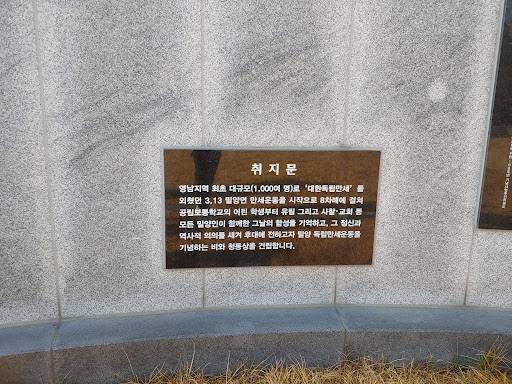 취지문
영남지역 최초 대규모(1,000여 명)로 '대한독립만세'를
외쳤던 3.13 밀양면 만세운동을 시작으로 8차례에 걸쳐
공립보통학교의 어린 학생부터 유림 그리고 사찰·교회 등
모든 밀양인이 함께한 그날의 함성을 기억하고, 그 정신과
역사적 의의를 새겨 후대에 전하고자 밀양 독립만세운동을
기념하는 비와 청동상을 건립합니다.